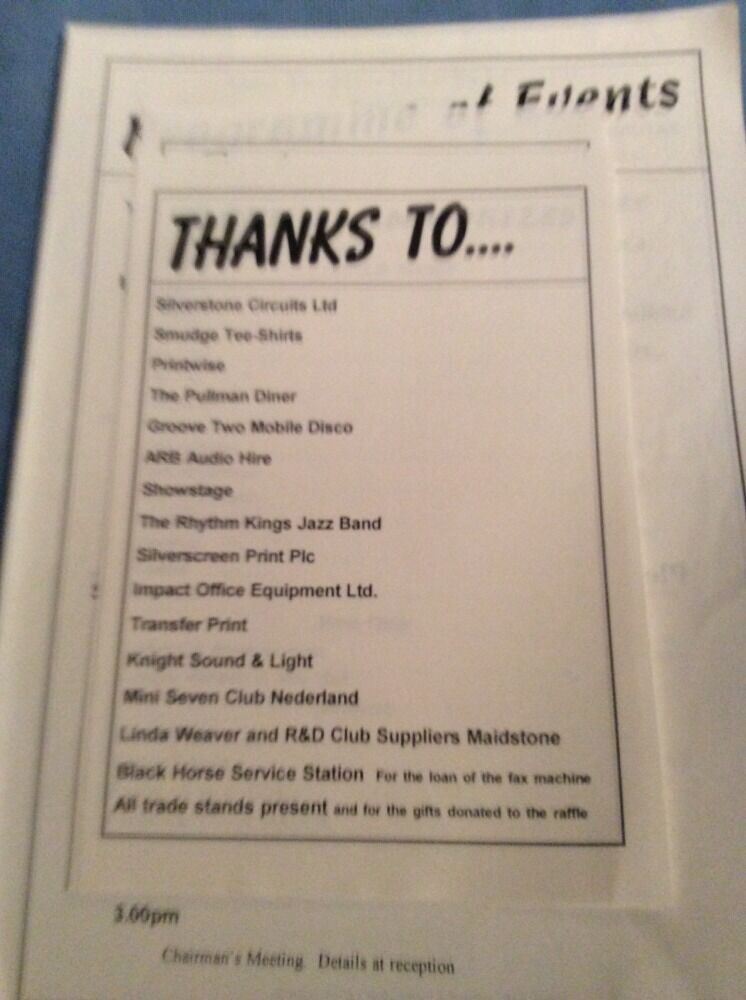 of Events
THANKS TO....
Silverstone Circuits Ltd
Smudge Tee-Shirts
Printwise
The Pullman Diner
Groove Two Mobile Disco
ARB Audio Hire
Showstage
The Rhythm Kings Jazz Band
Silverscreen Print Plc
Impact Office Equipment Ltd.
Transfer Print
Knight Sound & Light
Mini Seven Club Nederland
Linda Weaver and R&D Club Suppliers Maidstone
Black Horse Service Station For the loan of the fax machine
All trade stands present and for the gifts donated to the raffle
3.00pm
Chairman's Meeting. Details at reception